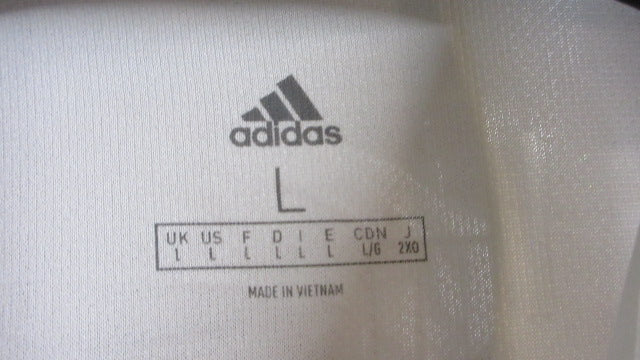 adidas
L
UK US F D I E CDN J
L L L L L L L/G 2XO
MADE IN VIETNAM